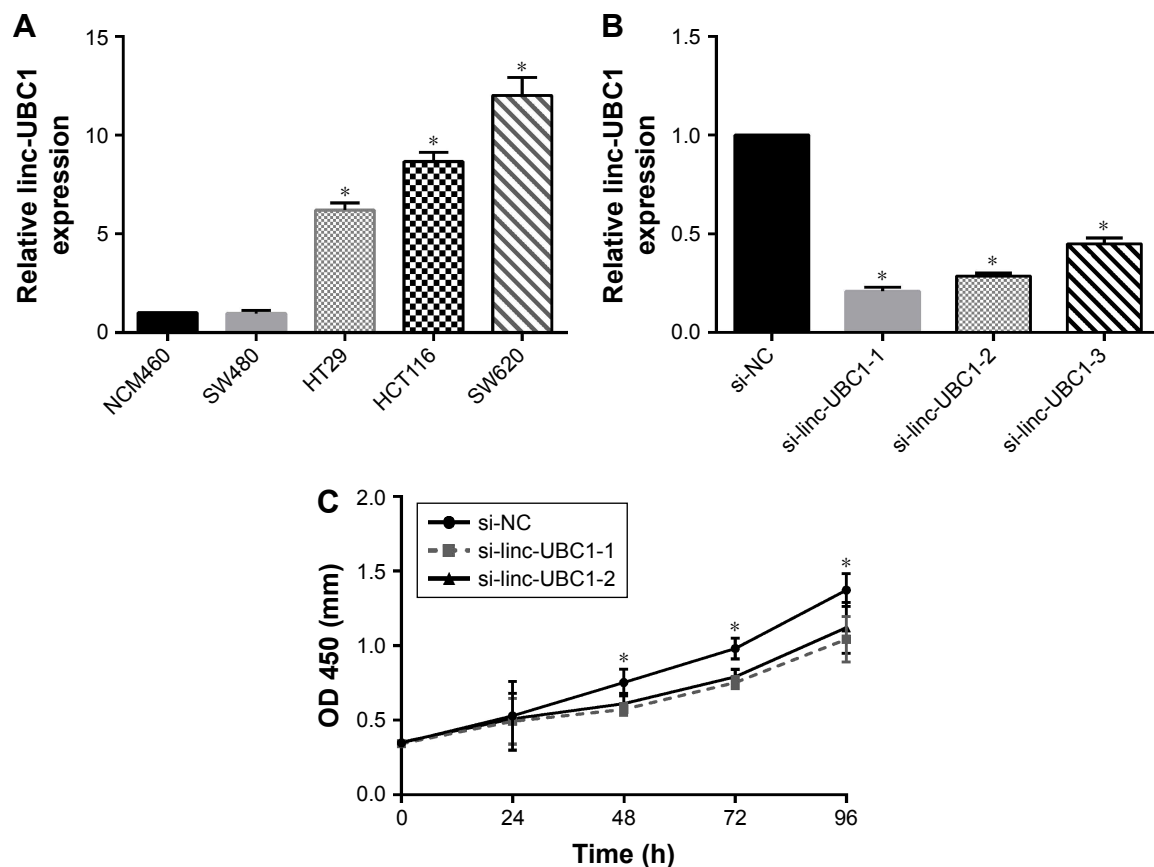 A
Relative linc-UBC1
expression
15
10
5
0
*
*
*
NCM460
SW480
HT29
HCT116
SW620
B
Relative linc-UBC1
expression
1.5
1.0
0.5
0.0
*
*
*
si-NC
si-linc-UBC1-1
si-linc-UBC1-2
si-linc-UBC1-3
C
OD 450 (mm)
2.0
1.5
1.0
0.5
0.0
si-NC
si-linc-UBC1-1
si-linc-UBC1-2
*
*
*
0
24
48
72
96
Time (h)